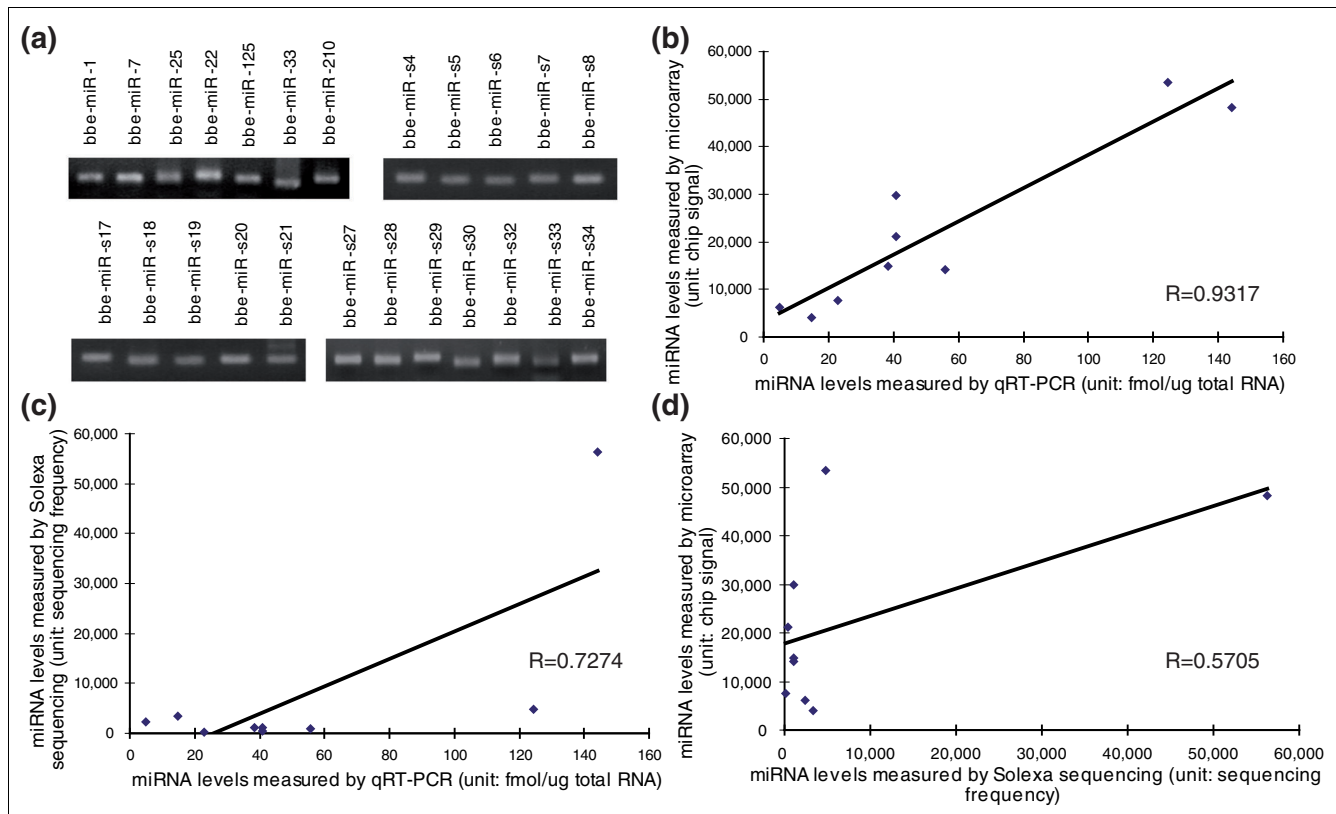 (a)
bbe-miR-1
bbe-miR-7
bbe-miR-25
bbe-miR-22
bbe-miR-125
bbe-miR-33
bbe-miR-210
bbe-miR-s4
bbe-miR-s5
bbe-miR-s6
bbe-miR-s7
bbe-miR-s8
bbe-miR-s17
bbe-miR-s18
bbe-miR-s19
bbe-miR-s20
bbe-miR-s21
bbe-miR-s27
bbe-miR-s28
bbe-miR-s29
bbe-miR-s30
bbe-miR-s32
bbe-miR-s33
bbe-miR-s34
(b)
miRNA levels measured by microarray
(unit: chip signal)
60,000
50,000
40,000
30,000
20,000
10,000
0
R=0.9317
0 20 40 60 80 100 120 140 160
miRNA levels measured by qRT-PCR (unit: fmol/ug total RNA)
(c)
miRNA levels measured by Solexa
sequencing (unit: sequencing frequency)
60,000
50,000
40,000
30,000
20,000
10,000
0
R=0.7274
0 20 40 60 80 100 120 140 160
miRNA levels measured by qRT-PCR (unit: fmol/ug total RNA)
(d)
miRNA levels measured by microarray
(unit: chip signal)
60,000
50,000
40,000
30,000
20,000
10,000
0
R=0.5705
0 10,000 20,000 30,000 40,000 50,000 60,000
miRNA levels measured by Solexa sequencing (unit: sequencing
frequency)